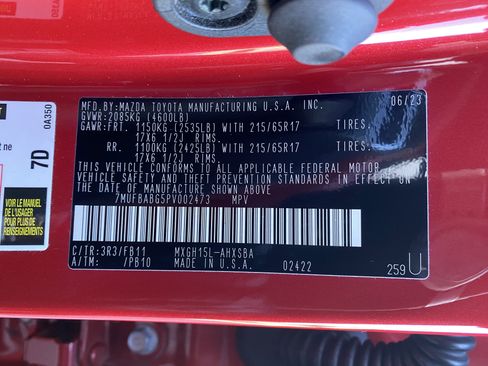 MFD.BY:MAZDA TOYOTA MANUFACTURING U.S.A. INC. 06/23
GVWR:2085KG (4600LB)
GAWR:FRT. 1150KG (2535LB) WITH 215/65R17 TIRES.
17X6 1/2J RIMS.
RR. 1100KG (2425LB) WITH 215/65R17 TIRES.
17X6 1/2J RIMS.
THIS VEHICLE CONFORMS TO ALL APPLICABLE FEDERAL MOTOR
VEHICLE SAFETY AND THEFT PREVENTION STANDARDS IN EFFECT ON
THE DATE OF MANUFACTURE SHOWN ABOVE
7MUFBABG5PV002473 MPV
C/TR:3R3/FB11 MXGH15L-AHXSBA
A/TM: /PB10 MADE IN U.S.A. 02422 259 U
7D
0A350
VOIR LE MANUEL
DE L'USAGER
POUR PLUS DE
RENSEIGNEMENTS